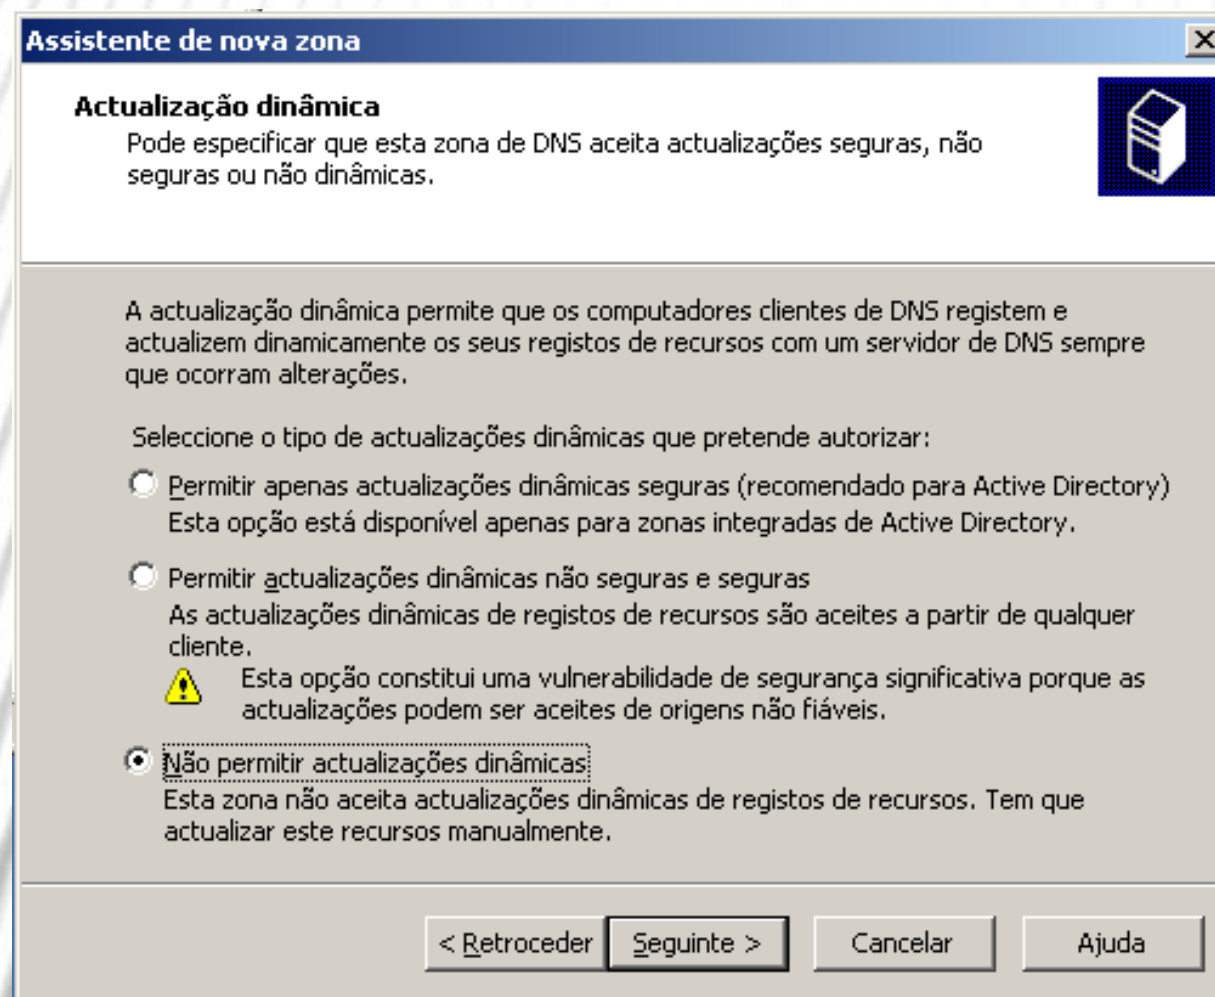 Assistente de nova zona
Actualização dinâmica
Pode especificar que esta zona de DNS aceita actualizações seguras, não
seguras ou não dinâmicas.
A actualização dinâmica permite que os computadores clientes de DNS registem e
actualizem dinamicamente os seus registos de recursos com um servidor de DNS sempre
que ocorram alterações.
Seleccione o tipo de actualizações dinâmicas que pretende autorizar:
Permitir apenas actualizações dinâmicas seguras (recomendado para Active Directory)
Esta opção está disponível apenas para zonas integradas de Active Directory.
Permitir actualizações dinâmicas não seguras e seguras
As actualizações dinâmicas de registos de recursos são aceites a partir de qualquer
cliente.
Esta opção constitui uma vulnerabilidade de segurança significativa porque as
actualizações podem ser aceites de origens não fiáveis.
Não permitir actualizações dinâmicas
Esta zona não aceita actualizações dinâmicas de registos de recursos. Tem que
actualizar este recursos manualmente.
< Retroceder Seguinte > Cancelar Ajuda